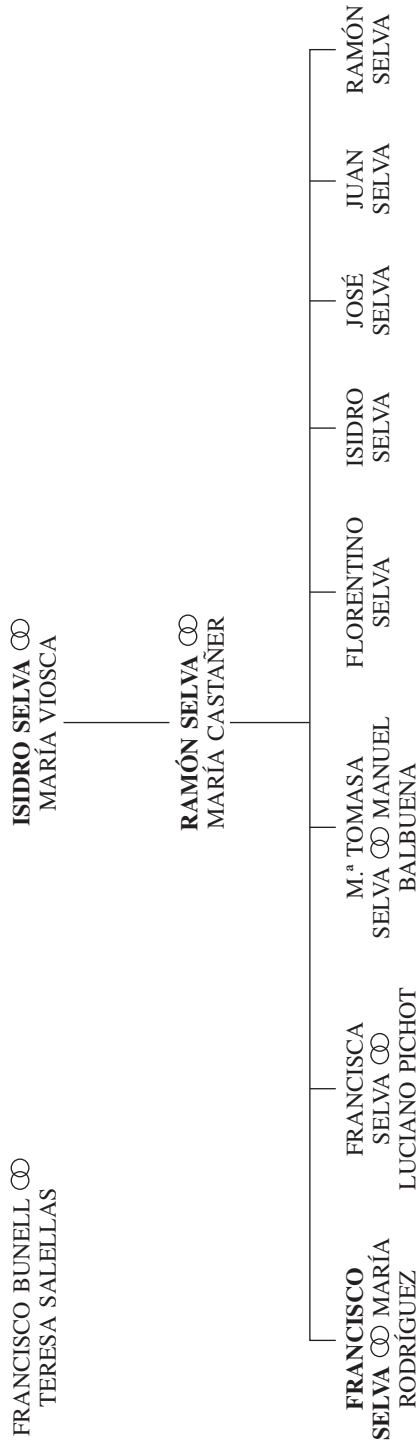 FRANCISCO BUNELL ⚭
TERESA SALELLAS
ISIDRO SELVA ⚭
MARÍA VIOSCA
RAMÓN SELVA ⚭
MARÍA CASTAÑER
FRANCISCO
SELVA ⚭ MARÍA
RODRÍGUEZ
FRANCISCA
SELVA ⚭
LUCIANO PICHOT
M.ª TOMASA
SELVA ⚭ MANUEL
BALBUENA
FLORENTINO
SELVA
ISIDRO
SELVA
JOSÉ
SELVA
JUAN
SELVA
RAMÓN
SELVA